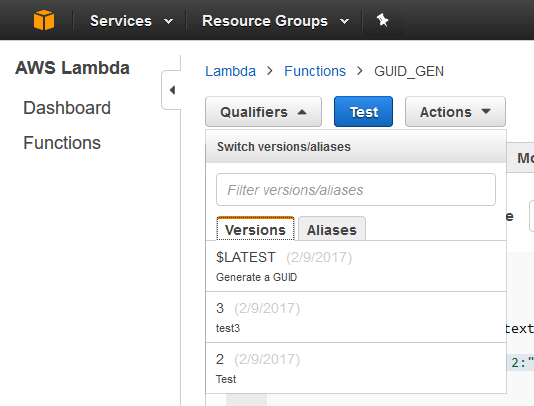 Services
Resource Groups
AWS Lambda
Dashboard
Functions
Lambda > Functions > GUID_GEN
Qualifiers
Test
Actions
Switch versions/aliases
Filter versions/aliases
Versions
Aliases
$LATEST (2/9/2017)
Generate a GUID
3 (2/9/2017)
test3
2 (2/9/2017)
Test
Mo
e
text
2:"